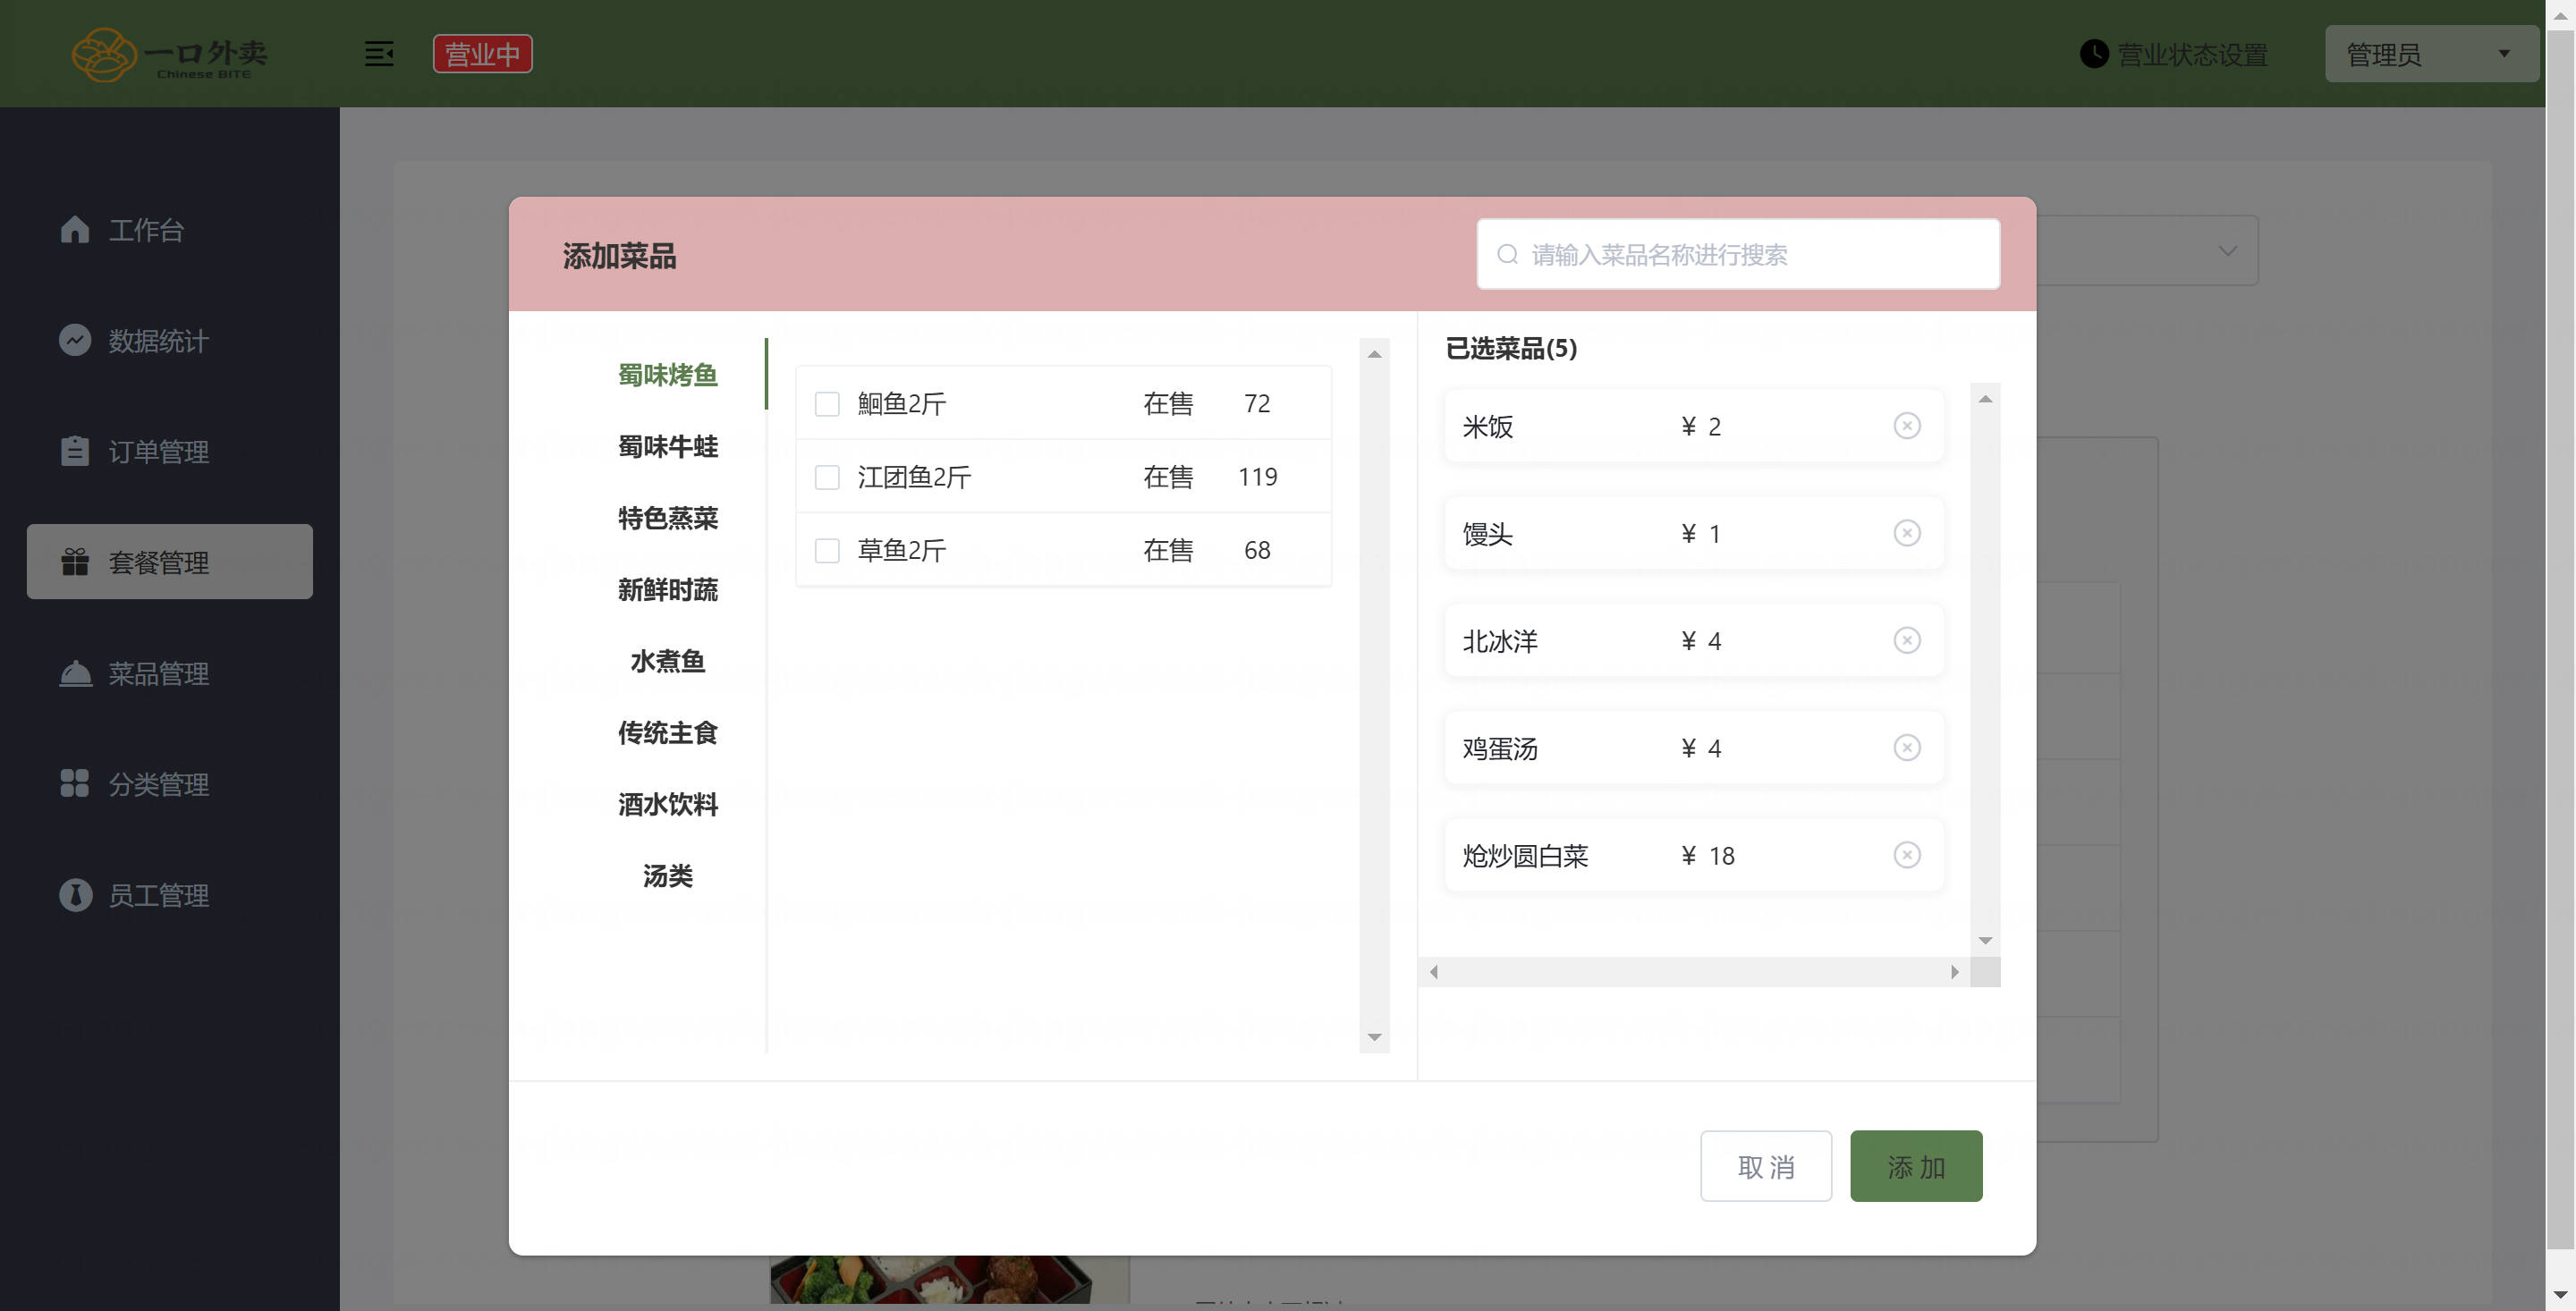 一口外卖
Chinese BITE
营业中
营业状态设置
管理员
工作台
数据统计
订单管理
套餐管理
菜品管理
分类管理
员工管理
添加菜品
请输入菜品名称进行搜索
蜀味烤鱼
蜀味牛蛙
特色蒸菜
新鲜时蔬
水煮鱼
传统主食
酒水饮料
汤类
鮰鱼2斤 在售 72
江团鱼2斤 在售 119
草鱼2斤 在售 68
已选菜品(5)
米饭 ¥ 2
馒头 ¥ 1
北冰洋 ¥ 4
鸡蛋汤 ¥ 4
炝炒圆白菜 ¥ 18
取 消
添 加